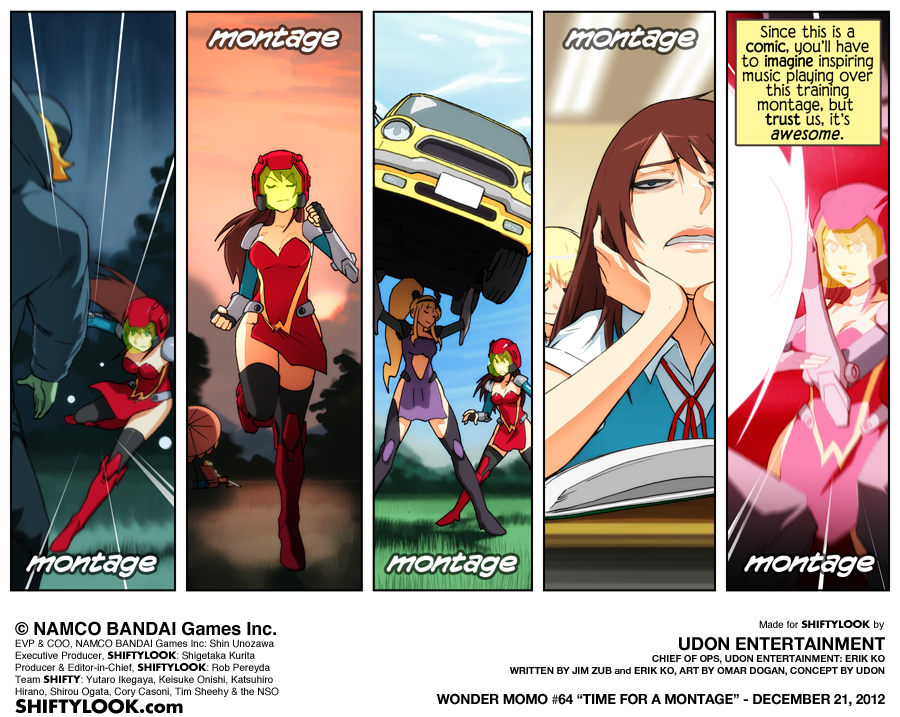 montage
montage
montage
montage
Since this is a
comic, you'll have
to imagine inspiring
music playing over
this training
montage, but
trust us, it's
awesome.
montage
© NAMCO BANDAI Games Inc.
EVP & COO, NAMCO BANDAI Games Inc: Shin Unozawa
Executive Producer, SHIFTYLOOK: Shigetaka Kurita
Producer & Editor-in-Chief, SHIFTYLOOK: Rob Pereyda
Team SHIFTY: Yutaro Ikegaya, Keisuke Onishi, Katsuhiro
Hirano, Shirou Ogata, Cory Casoni, Tim Sheehy & the NSO
SHIFTYLOOK.com
Made for SHIFTYLOOK by
UDON ENTERTAINMENT
CHIEF OF OPS, UDON ENTERTAINMENT: ERIK KO
WRITTEN BY JIM ZUB and ERIK KO, ART BY OMAR DOGAN, CONCEPT BY UDON
WONDER MOMO #64 “TIME FOR A MONTAGE” - DECEMBER 21, 2012